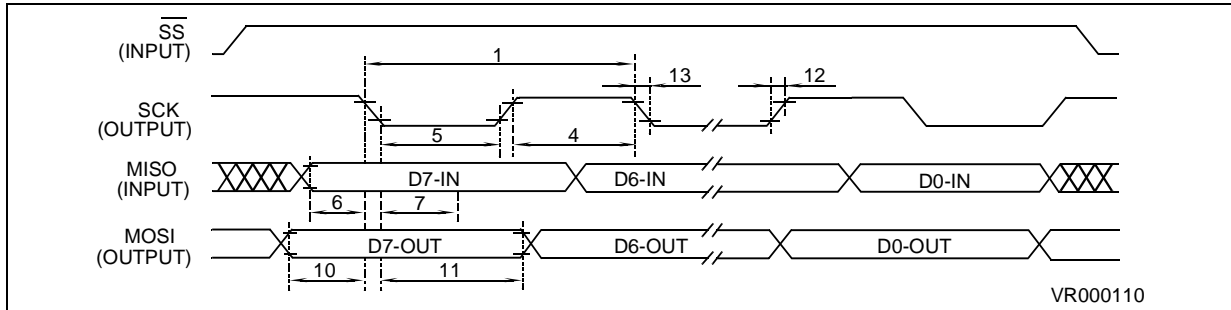 SS
(INPUT)
1
13
12
SCK
(OUTPUT)
5
4
MISO
(INPUT)
D7-IN
D6-IN
D0-IN
6
7
MOSI
(OUTPUT)
D7-OUT
D6-OUT
D0-OUT
10
11
VR000110